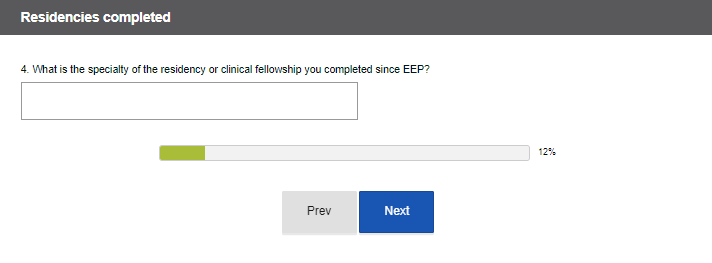 Residencies completed
4. What is the specialty of the residency or clinical fellowship you completed since EEP?
12%
Prev
Next